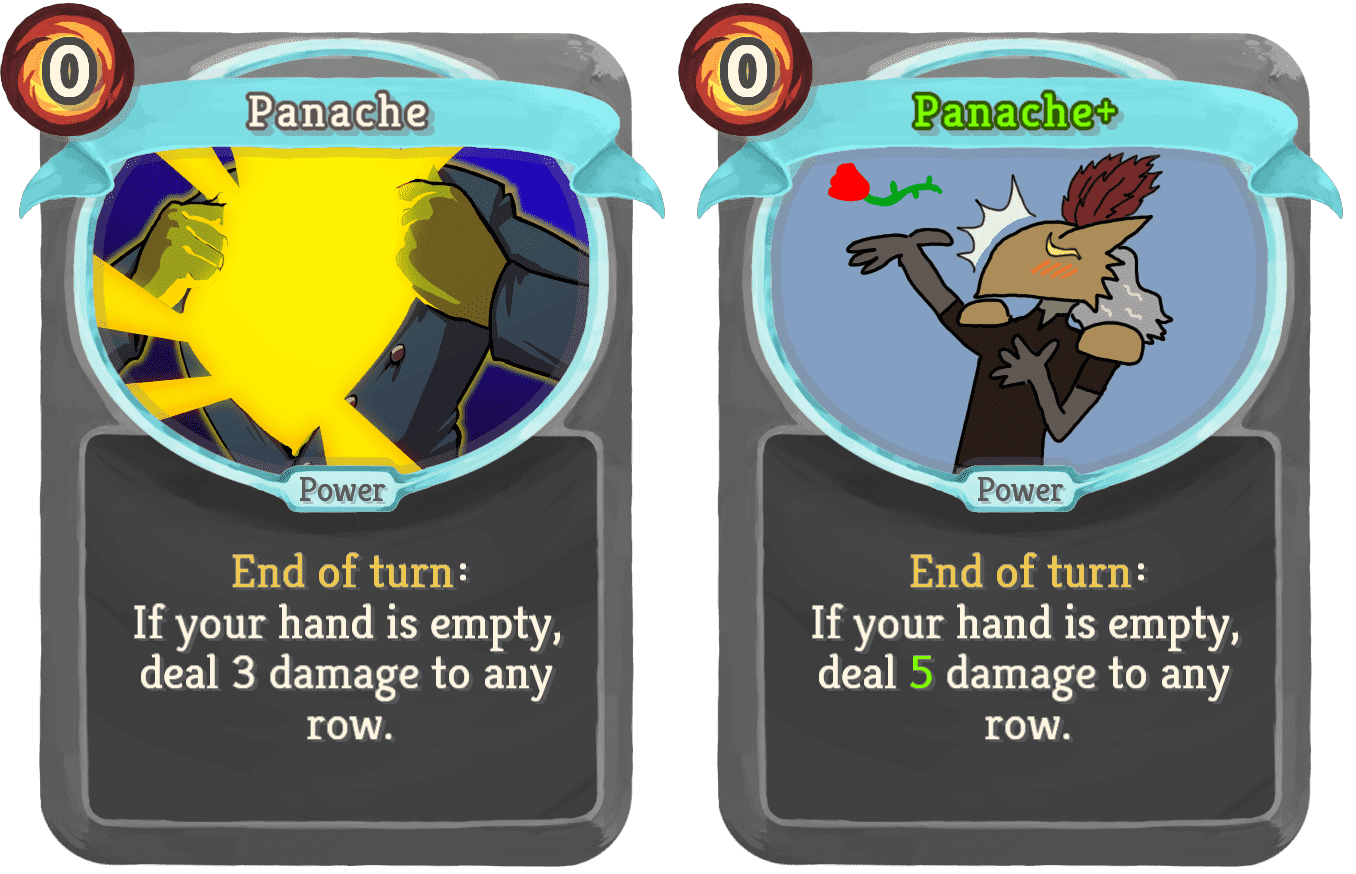 0
Panache
Power
End of turn:
If your hand is empty,
deal 3 damage to any
row.
0
Panache+
Power
End of turn:
If your hand is empty,
deal 5 damage to any
row.